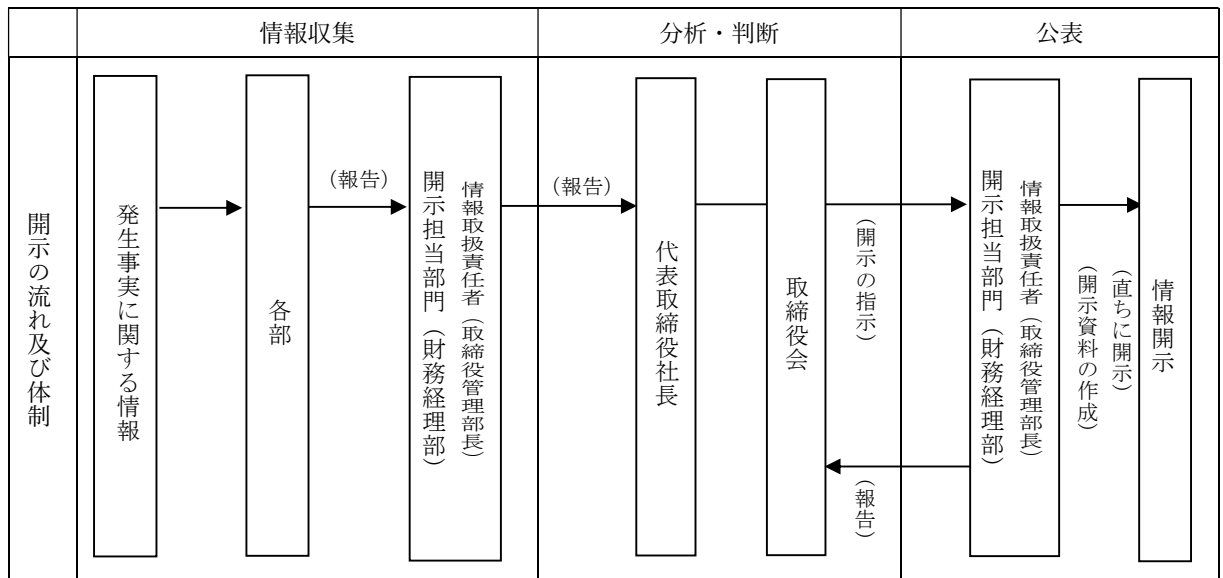 情報収集
分析・判断
公表
開示の流れ及び体制
発生事実に関する情報
各部
（報告）
情報取扱責任者（取締役管理部長）
開示担当部門（財務経理部）
（報告）
代表取締役社長
取締役会
（開示の指示）
（報告）
情報取扱責任者（取締役管理部長）
開示担当部門（財務経理部）
（直ちに開示）
（開示資料の作成）
情報開示